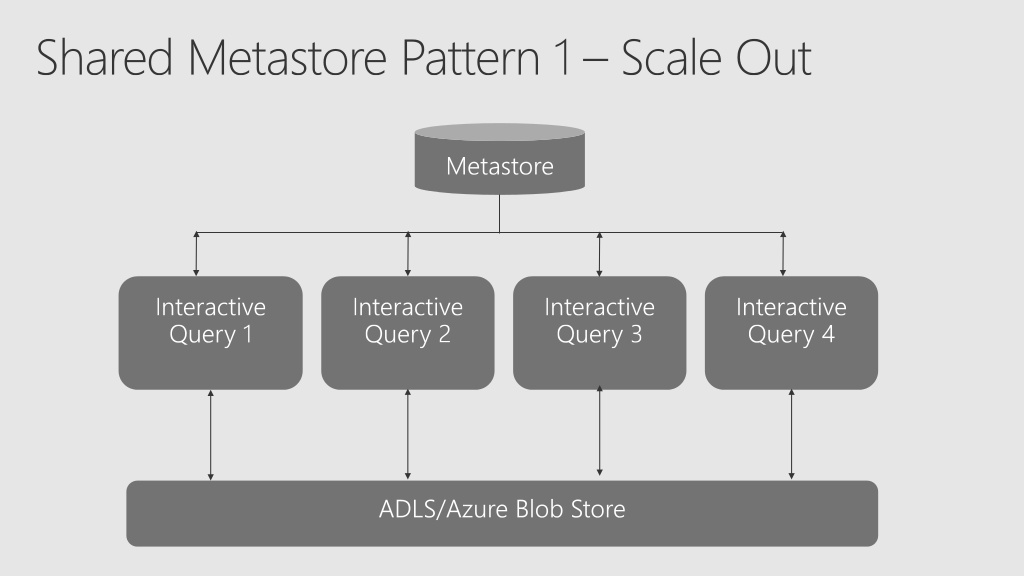 Shared Metastore Pattern 1 – Scale Out
Metastore
Interactive
Query 1
Interactive
Query 2
Interactive
Query 3
Interactive
Query 4
ADLS/Azure Blob Store